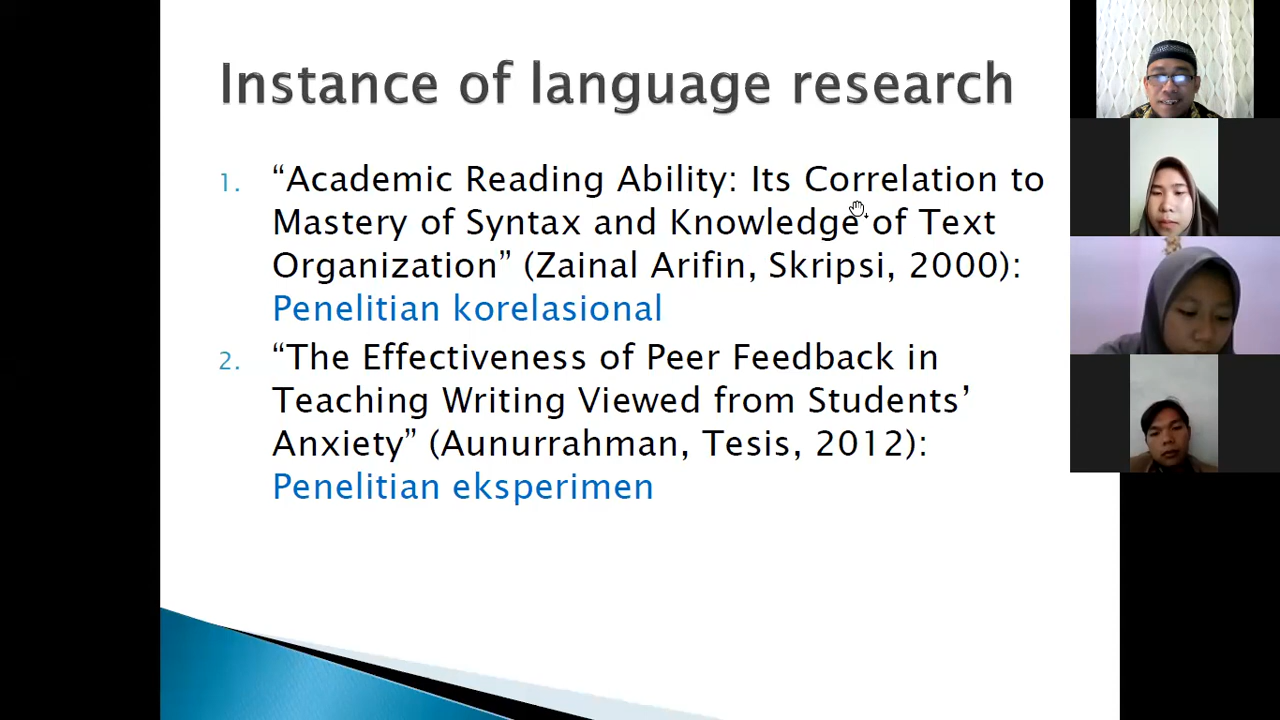 Instance of language research
1. “Academic Reading Ability: Its Correlation to
Mastery of Syntax and Knowledge of Text
Organization” (Zainal Arifin, Skripsi, 2000):
Penelitian korelasional
2. “The Effectiveness of Peer Feedback in
Teaching Writing Viewed from Students’
Anxiety” (Aunurrahman, Tesis, 2012):
Penelitian eksperimen